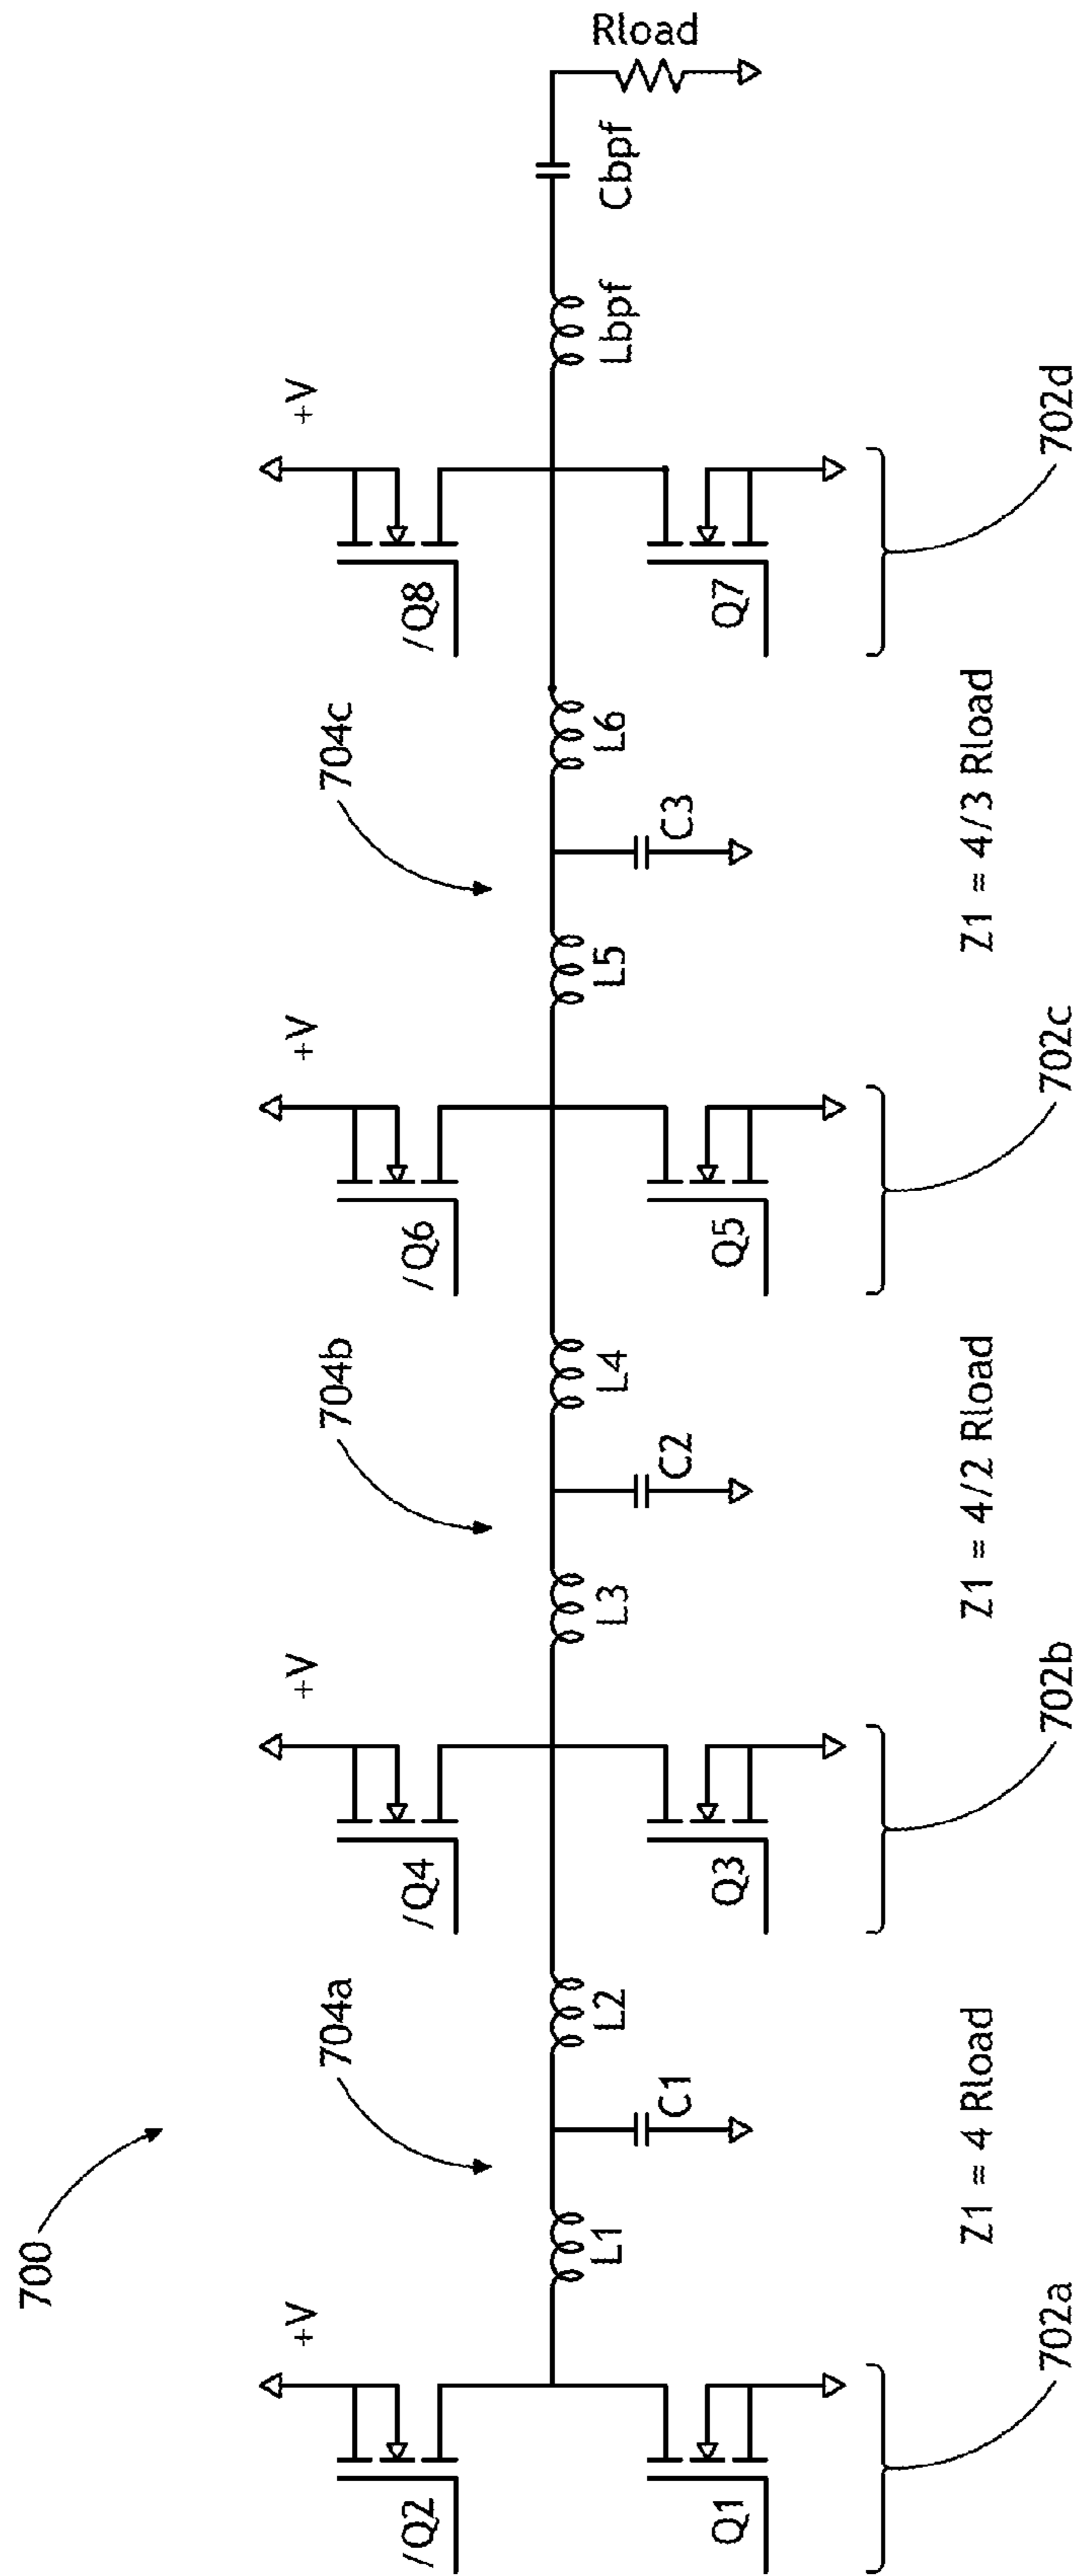 700
704a
704b
704c
+V
+V
+V
+V
/Q2
/Q4
/Q6
/Q8
Rload
L1
L2
L3
L4
L5
L6
Lbpf
Cbpf
C1
C2
C3
Q1
Q3
Q5
Q7
Z1 = 4 Rload
Z1 = 4/2 Rload
Z1 = 4/3 Rload
702a
702b
702c
702d